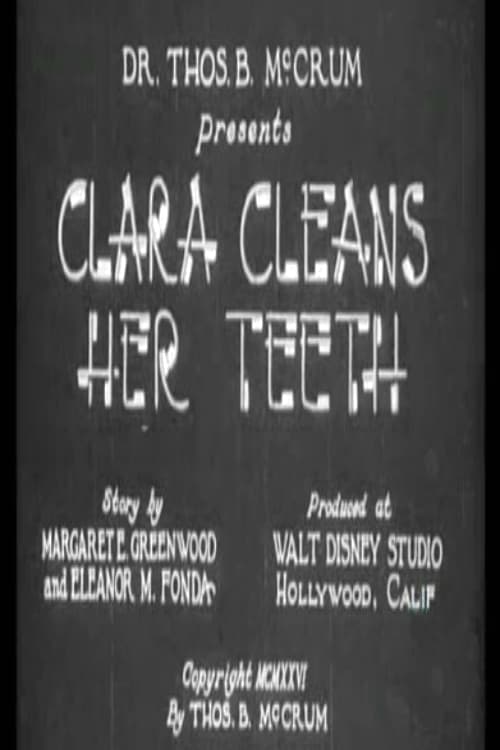 DR. THOS. B. McCRUM
presents
CLARA CLEANS
HER TEETH
Story by
MARGARET E. GREENWOOD
and ELEANOR M. FONDA
Produced at
WALT DISNEY STUDIO
HOLLYWOOD, CALIF
Copyright MCMXXVI
By THOS. B. McCRUM